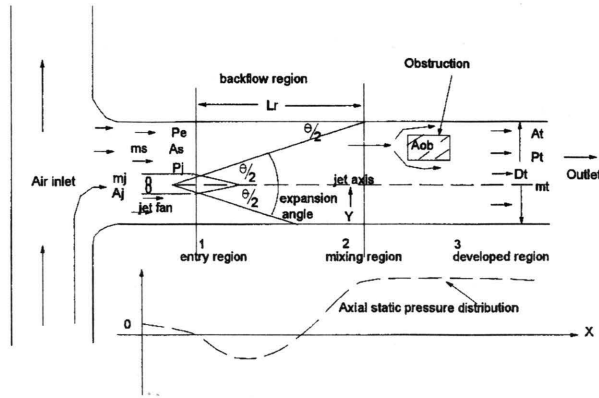 Obstruction
backflow region
Lr
θ/2
Pe
As
ms
Pj
θ/2
Aob
At
Pt
Dt
mt
Outlet
Air inlet
mj
Aj
jet fan
θ/2
jet axis
expansion
angle
Y
1
2
3
entry region
mixing region
developed region
0
Axial static pressure
distribution
X